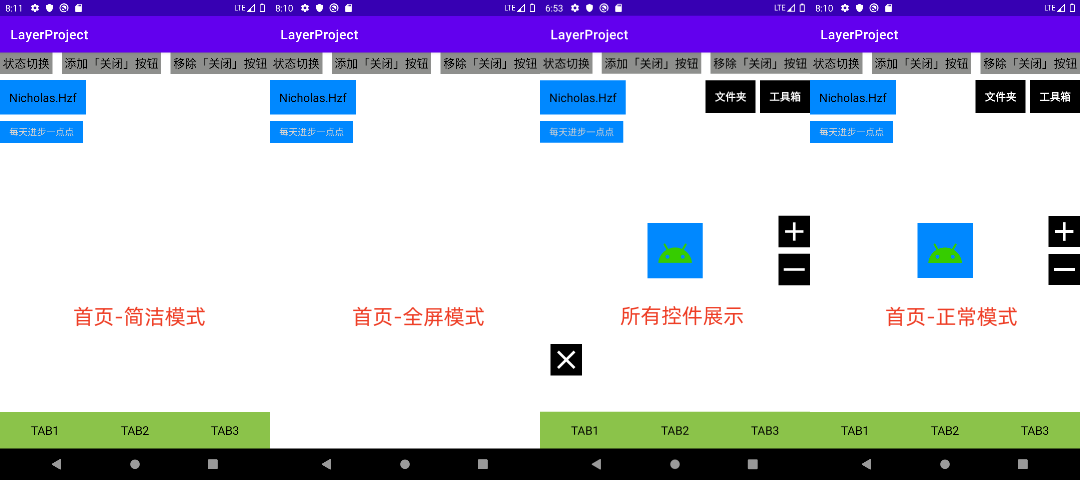 8:11 LTE
LayerProject
状态切换 添加「关闭」按钮 移除「关闭」按钮
Nicholas.Hzf
每天进步一点点
首页-简洁模式
TAB1 TAB2 TAB3
8:10 LTE
LayerProject
状态切换 添加「关闭」按钮 移除「关闭」按钮
Nicholas.Hzf
每天进步一点点
首页-全屏模式
6:53 LTE
LayerProject
状态切换 添加「关闭」按钮 移除「关闭」按钮
Nicholas.Hzf 文件夹 工具箱
每天进步一点点
所有控件展示
TAB1 TAB2 TAB3
8:10 LTE
LayerProject
状态切换 添加「关闭」按钮 移除「关闭」按钮
Nicholas.Hzf 文件夹 工具箱
每天进步一点点
首页-正常模式
TAB1 TAB2 TAB3